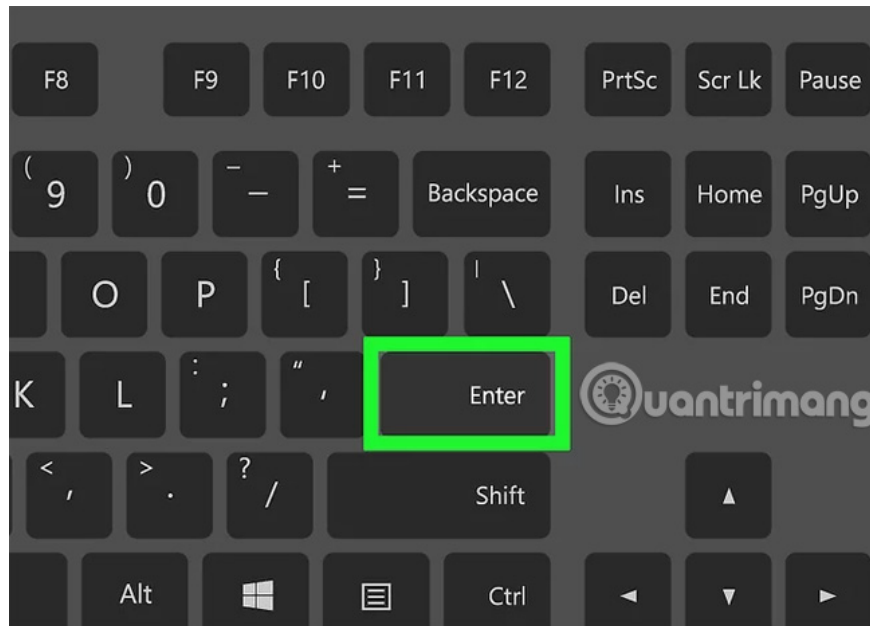 F8 F9 F10 F11 F12 PrtSc Scr Lk Pause
( 9 ) 0 _ - + = Backspace Ins Home PgUp
O P { [ } ] | \ Del End PgDn
K L : ; " ' Enter Quantrimang
< , > . ? / Shift
Alt Ctrl